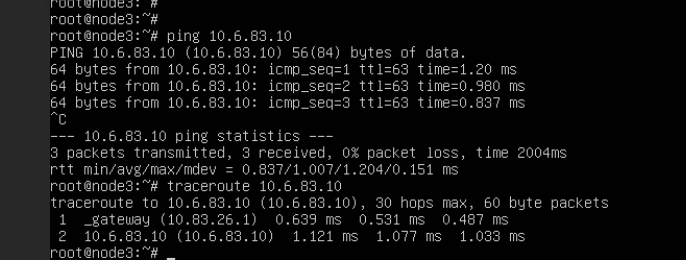 root@node3:~#
root@node3:~#
root@node3:~# ping 10.6.83.10
PING 10.6.83.10 (10.6.83.10) 56(84) bytes of data.
64 bytes from 10.6.83.10: icmp_seq=1 ttl=63 time=1.20 ms
64 bytes from 10.6.83.10: icmp_seq=2 ttl=63 time=0.980 ms
64 bytes from 10.6.83.10: icmp_seq=3 ttl=63 time=0.837 ms
^C
--- 10.6.83.10 ping statistics ---
3 packets transmitted, 3 received, 0% packet loss, time 2004ms
rtt min/avg/max/mdev = 0.837/1.007/1.204/0.151 ms
root@node3:~# traceroute 10.6.83.10
traceroute to 10.6.83.10 (10.6.83.10), 30 hops max, 60 byte packets
 1  _gateway (10.83.26.1)  0.639 ms  0.531 ms  0.487 ms
 2  10.6.83.10 (10.6.83.10)  1.121 ms  1.077 ms  1.033 ms
root@node3:~# _